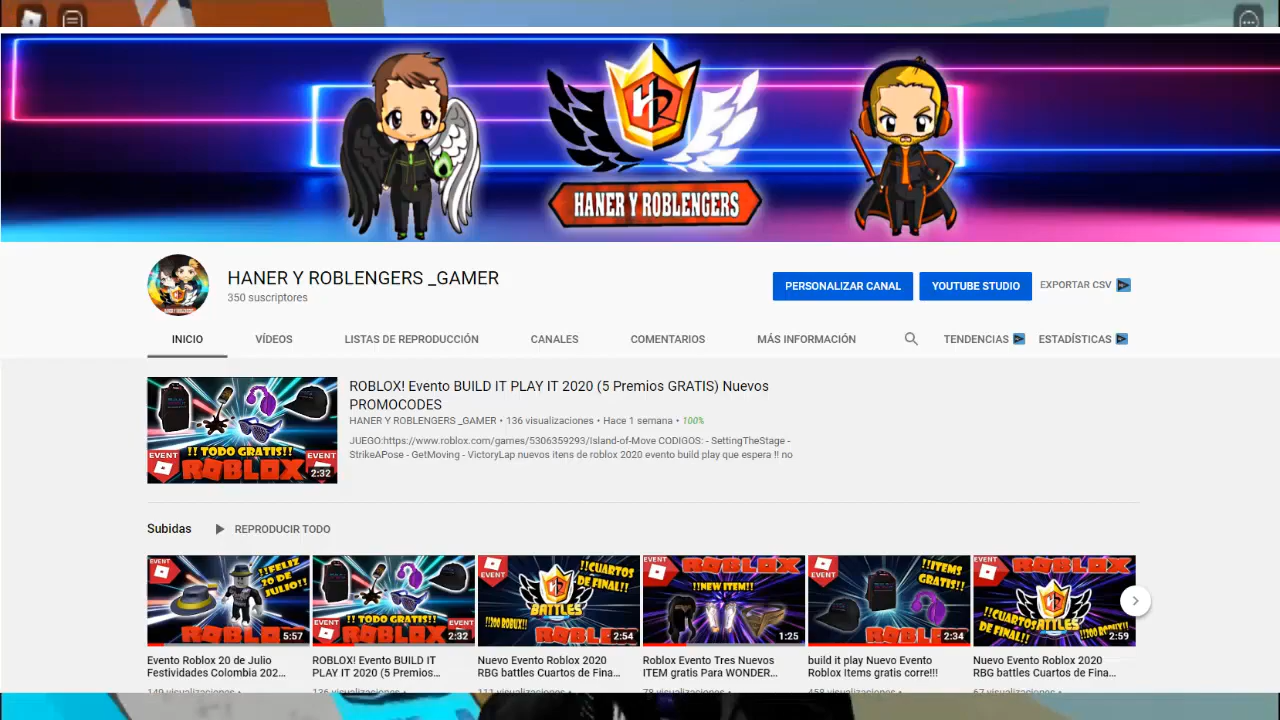 HR
HANER Y ROBLENGERS
HANER Y ROBLENGERS _GAMER
350 suscriptores
PERSONALIZAR CANAL
YOUTUBE STUDIO
EXPORTAR CSV
INICIO
VÍDEOS
LISTAS DE REPRODUCCIÓN
CANALES
COMENTARIOS
MÁS INFORMACIÓN
TENDENCIAS
ESTADÍSTICAS
!! TODO GRATIS!!
EVENT
EVENT
ROBLOX
2:32
ROBLOX! Evento BUILD IT PLAY IT 2020 (5 Premios GRATIS) Nuevos
PROMOCODES
HANER Y ROBLENGERS _GAMER • 136 visualizaciones • Hace 1 semana • 100%
JUEGO:https://www.roblox.com/games/5306359293/Island-of-Move CODIGOS: - SettingTheStage -
StrikeAPose - GetMoving - VictoryLap nuevos itens de roblox 2020 evento build play que espera !! no
Subidas
REPRODUCIR TODO
EVENT
!!FELIZ
20 DE
JULIO!!
ROBLOX
5:57
!! TODO GRATIS!!
EVENT
EVENT
ROBLOX
2:32
EVENT
!!CUARTOS
DE FINAL!!
BATTLES
!!200 ROBUX!!
ROBL
2:54
EVENT
ROBLOX
!!NEW ITEM!!
1:25
EVENT
!!ITEMS
GRATIS!!
ROBL
2:34
EVENT
ROBLOX
!!CUARTOS
DE FINAL!!
BATTLES
!!200 ROBUX!!
2:59
Evento Roblox 20 de Julio
Festividades Colombia 202...
ROBLOX! Evento BUILD IT
PLAY IT 2020 (5 Premios...
Nuevo Evento Roblox 2020
RBG battles Cuartos de Fina...
Roblox Evento Tres Nuevos
ITEM gratis Para WONDER...
build it play Nuevo Evento
Roblox Items gratis corre!!!
Nuevo Evento Roblox 2020
RBG battles Cuartos de Fina...